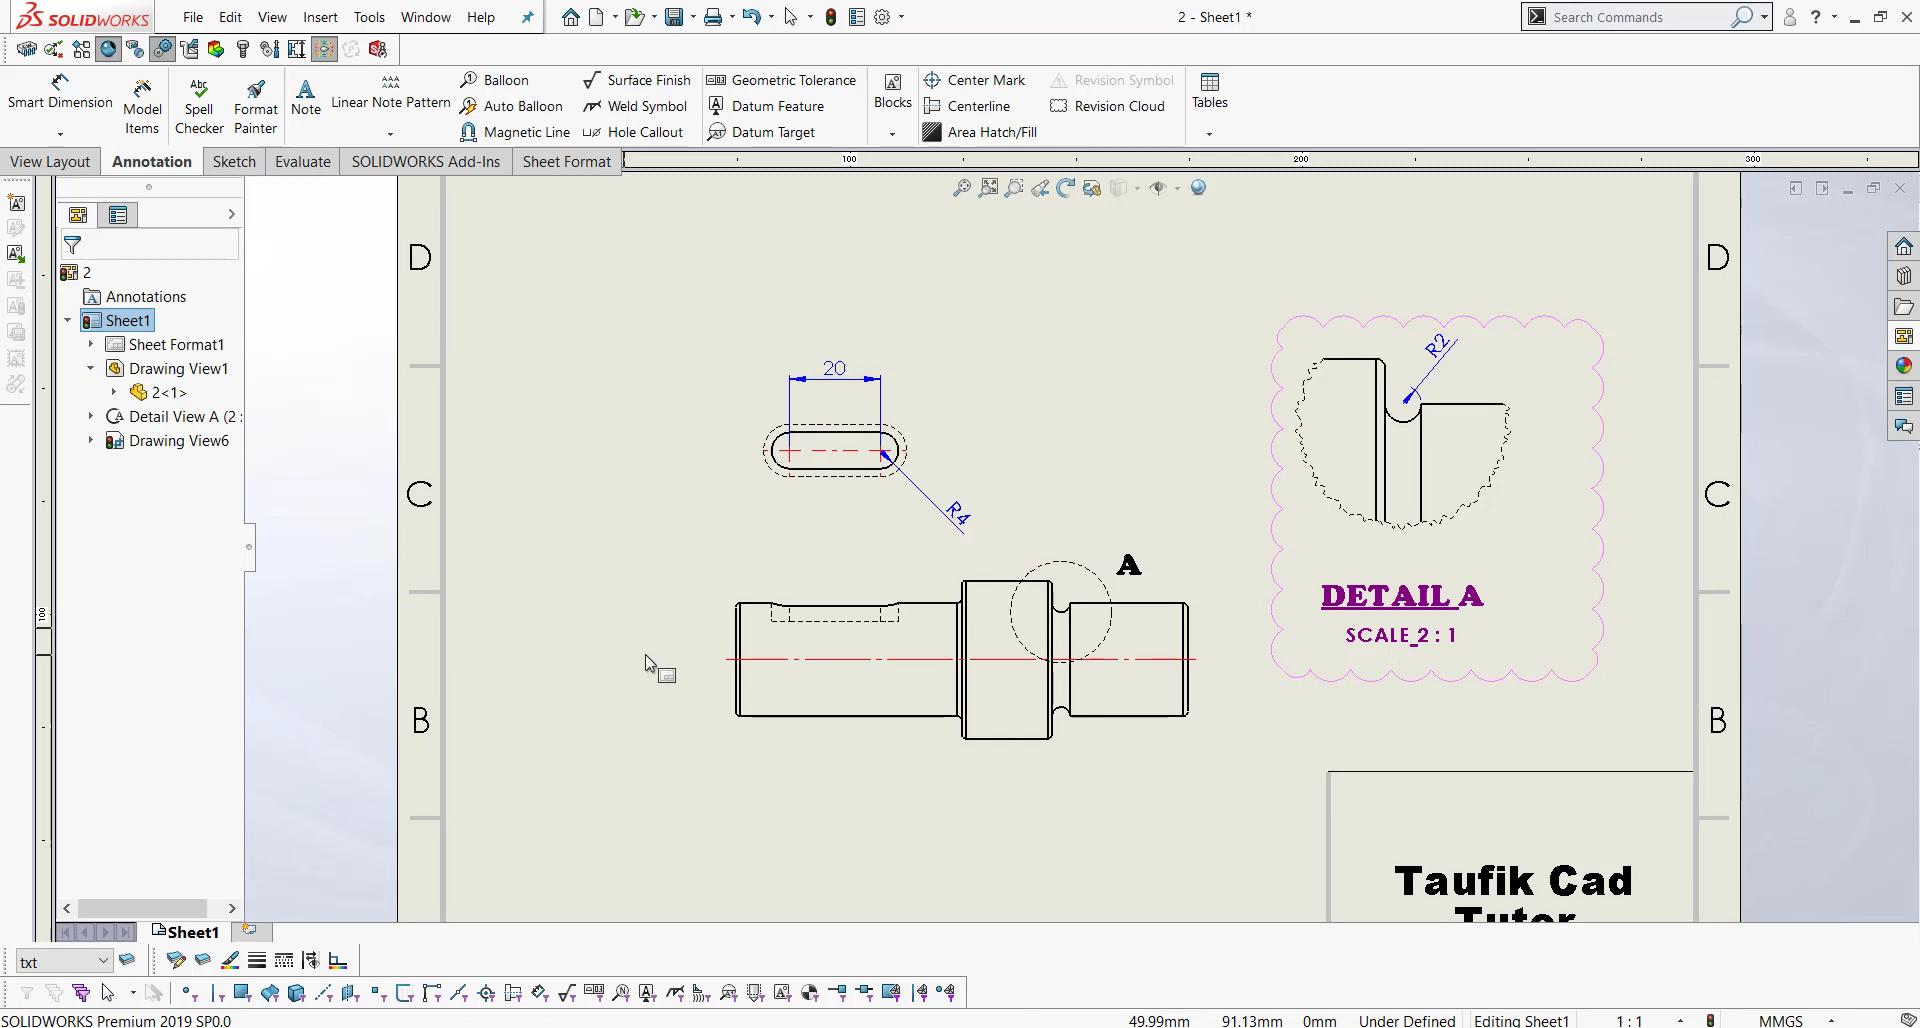 SOLIDWORKS File Edit View Insert Tools Window Help 2 - Sheet1 * Search Commands
Smart Dimension
Model Items
Spell Checker
Format Painter
Note
Linear Note Pattern
Balloon
Auto Balloon
Magnetic Line
Surface Finish
Weld Symbol
Hole Callout
Geometric Tolerance
Datum Feature
Datum Target
Blocks
Center Mark
Centerline
Area Hatch/Fill
Revision Symbol
Revision Cloud
Tables
View Layout Annotation Sketch Evaluate SOLIDWORKS Add-Ins Sheet Format
100 200 300
2
Annotations
Sheet1
Sheet Format1
Drawing View1
2<1>
Detail View A (2 :
Drawing View6
100
D D
C C
B B
20
R4
R2
A
DETAIL A
SCALE 2 : 1
Taufik Cad
Tutor
Sheet1
txt
SOLIDWORKS Premium 2019 SP0.0 49.99mm 91.13mm 0mm Under Defined Editing Sheet1 1 : 1 MMGS